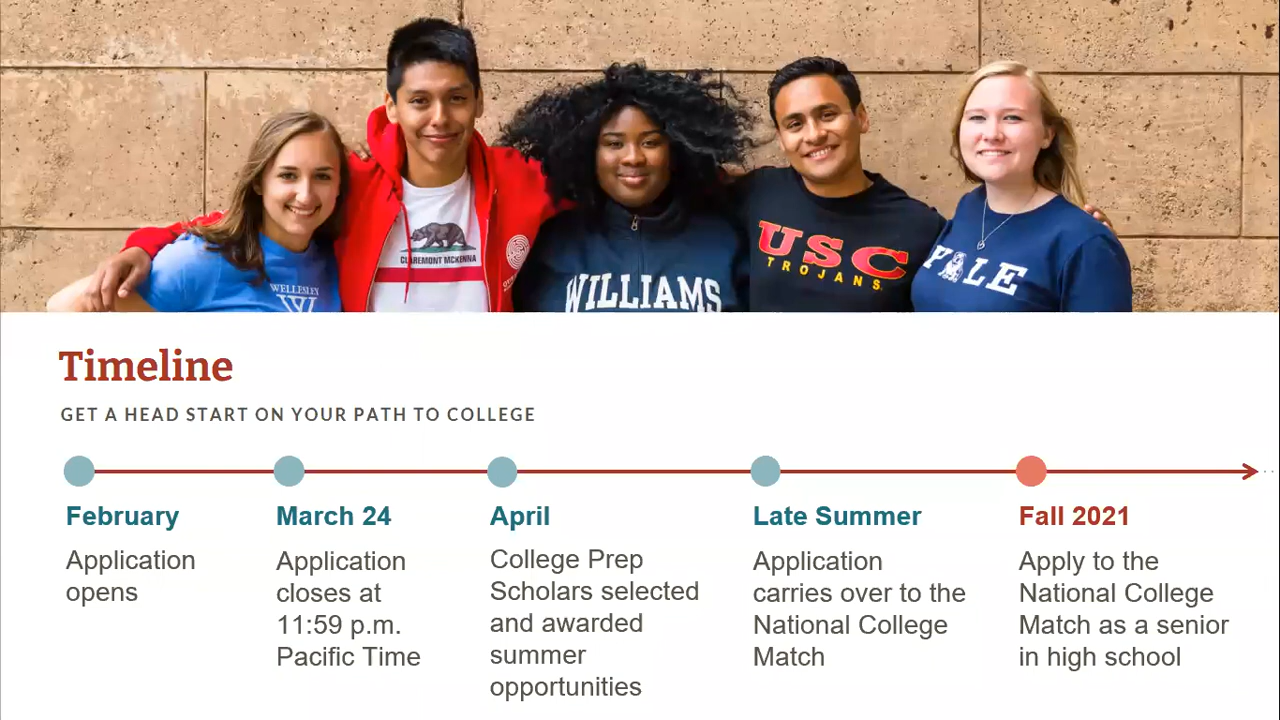 WELLESLEY
W
CLAREMONT MCKENNA
WILLIAMS
USC
TROJANS
YALE
Timeline
GET A HEAD START ON YOUR PATH TO COLLEGE
February
Application
opens
March 24
Application
closes at
11:59 p.m.
Pacific Time
April
College Prep
Scholars selected
and awarded
summer
opportunities
Late Summer
Application
carries over to the
National College
Match
Fall 2021
Apply to the
National College
Match as a senior
in high school